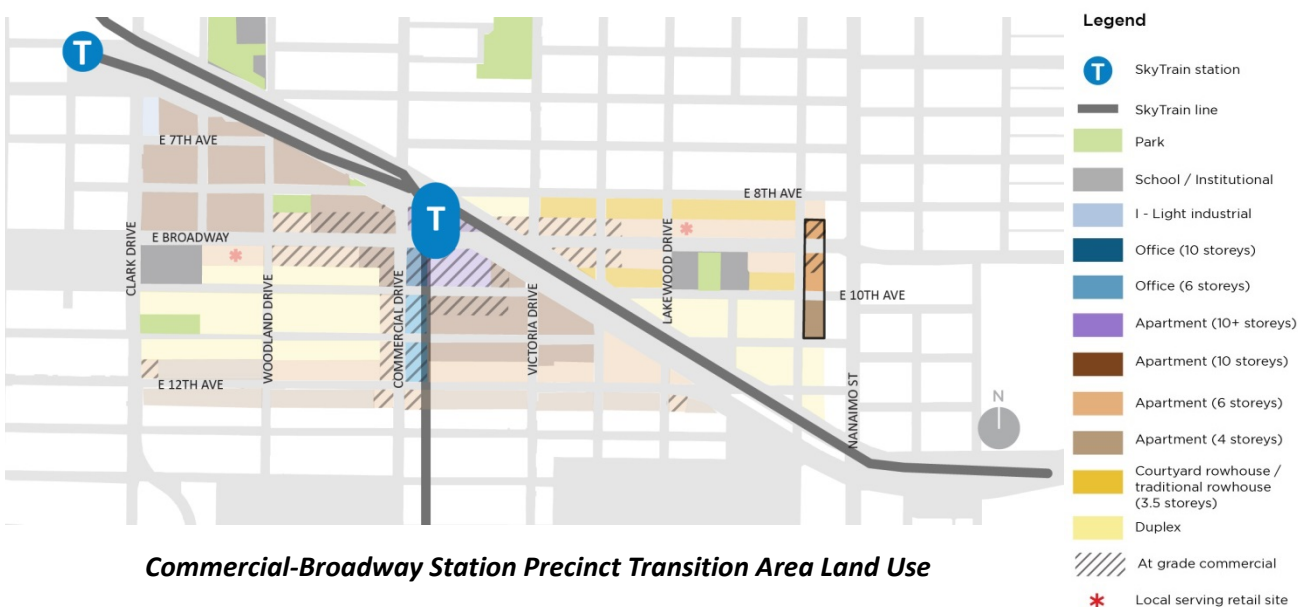 T
T
E 7TH AVE
E 8TH AVE
E BROADWAY
E 10TH AVE
E 12TH AVE
CLARK DRIVE
WOODLAND DRIVE
COMMERCIAL DRIVE
VICTORIA DRIVE
LAKEWOOD DRIVE
NANAIMO ST
N
Commercial-Broadway Station Precinct Transition Area Land Use
Legend
T
SkyTrain station
SkyTrain line
Park
School / Institutional
I - Light industrial
Office (10 storeys)
Office (6 storeys)
Apartment (10+ storeys)
Apartment (10 storeys)
Apartment (6 storeys)
Apartment (4 storeys)
Courtyard rowhouse /
traditional rowhouse
(3.5 storeys)
Duplex
At grade commercial
Local serving retail site